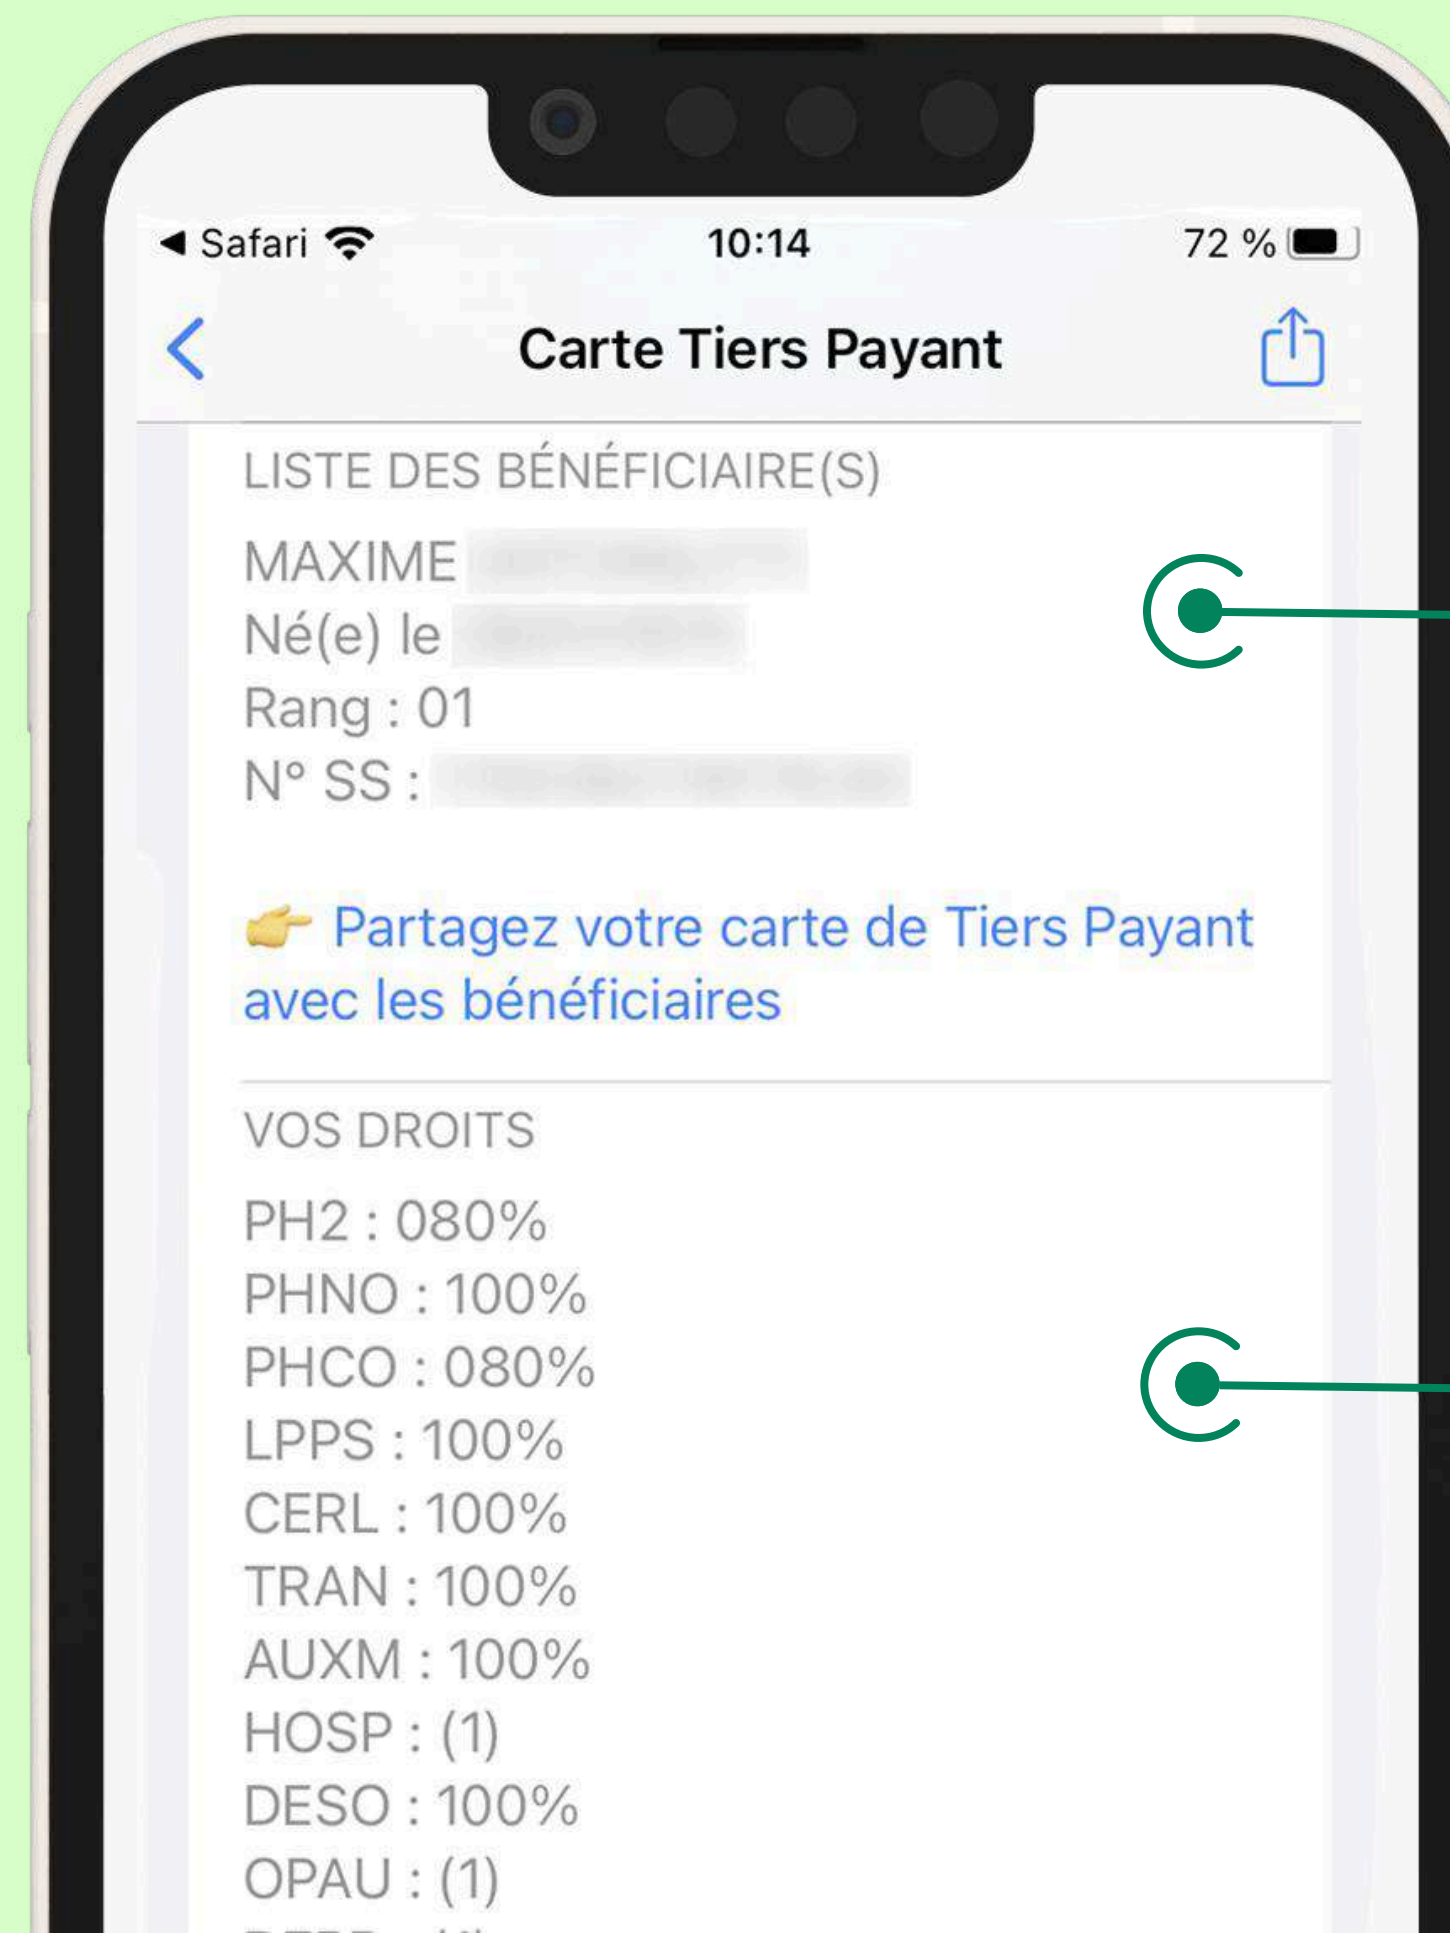 Safari
10:14
72 %
Carte Tiers Payant
LISTE DES BÉNÉFICIAIRE(S)
MAXIME
Né(e) le
Rang : 01
N° SS :
👉 Partagez votre carte de Tiers Payant
avec les bénéficiaires
VOS DROITS
PH2 : 080%
PHNO : 100%
PHCO : 080%
LPPS : 100%
CERL : 100%
TRAN : 100%
AUXM : 100%
HOSP : (1)
DESO : 100%
OPAU : (1)